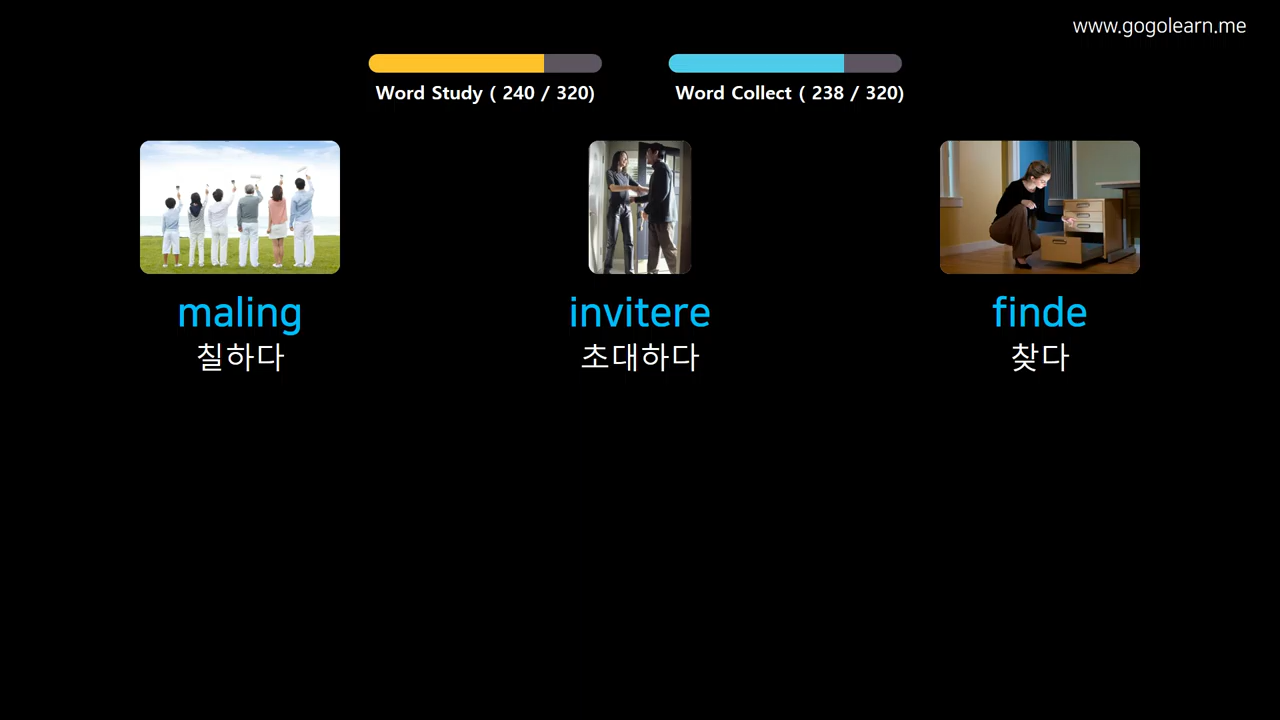 www.gogolearn.me
Word Study ( 240 / 320)
Word Collect ( 238 / 320)
maling
칠하다
invitere
초대하다
finde
찾다